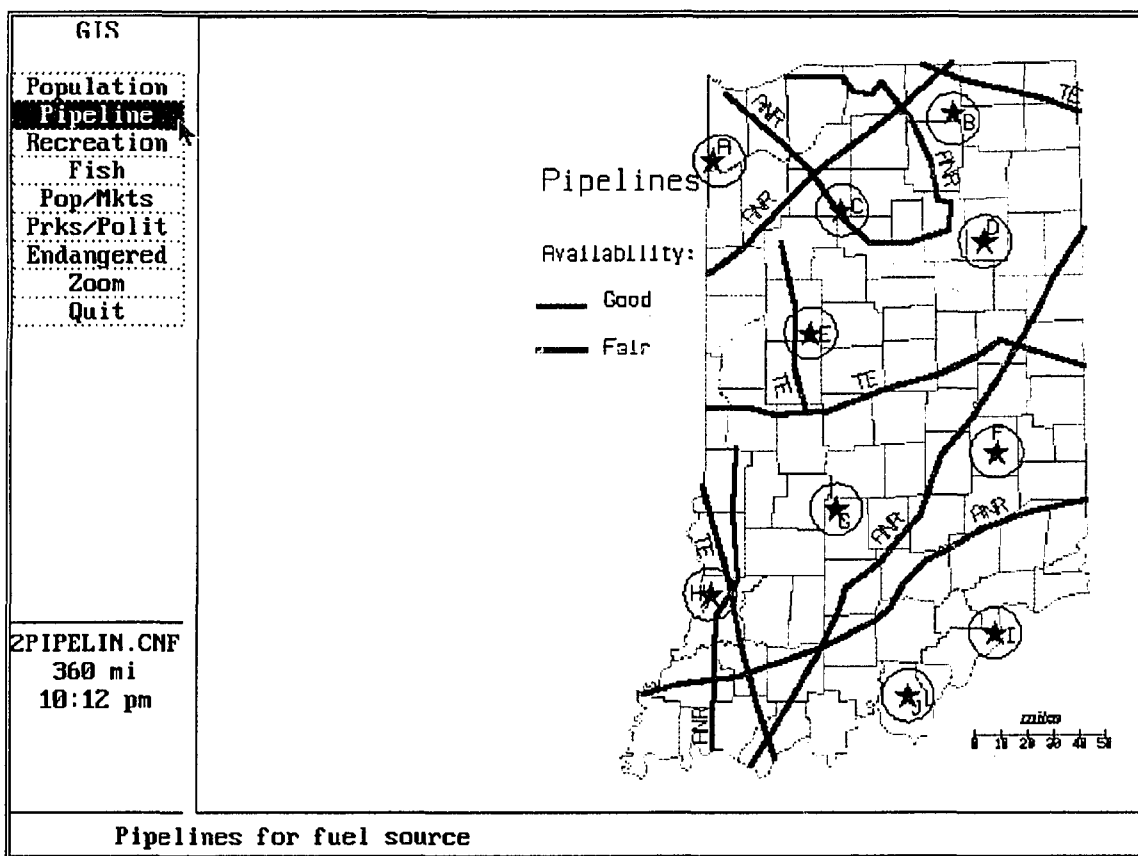 GIS
Population
Pipeline
Recreation
Fish
Pop/Mkts
Prks/Polit
Endangered
Zoom
Quit
2PIPELIN.CNF
360 mi
10:12 pm
Pipelines
Availability:
Good
Fair
TE
ANR
B
A
ANR
ANR
C
D
E
TE
TE
F
G
ANR
ANR
TE
H
I
J
ANR
miles
0 10 20 30 40 50
Pipelines for fuel source